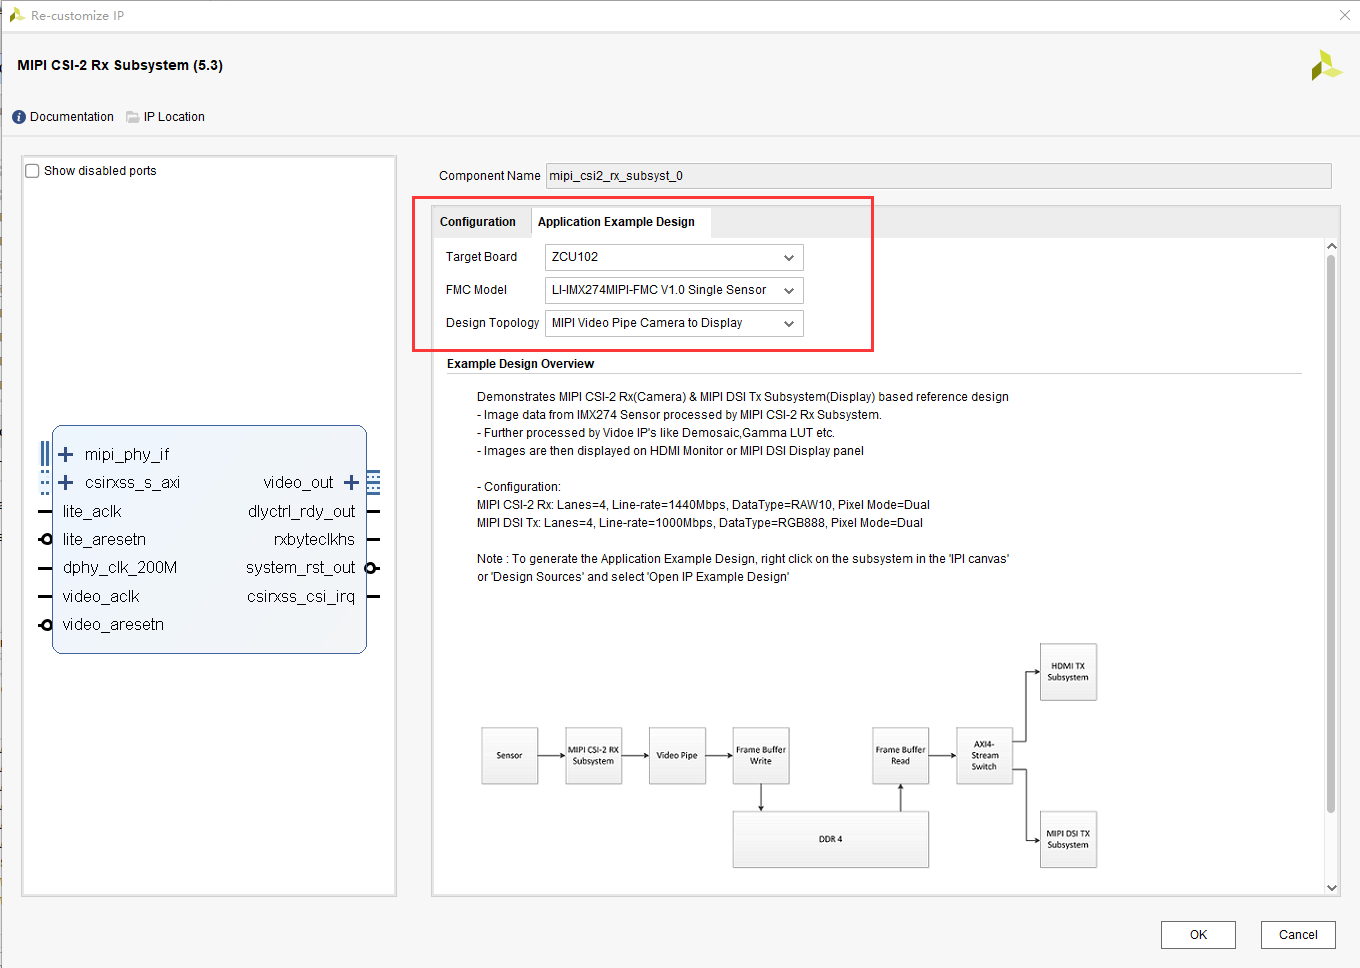 Re-customize IP
MIPI CSI-2 Rx Subsystem (5.3)
Documentation
IP Location
Show disabled ports
mipi_phy_if
csirxss_s_axi
lite_aclk
lite_aresetn
dphy_clk_200M
video_aclk
video_aresetn
video_out
dlyctrl_rdy_out
rxbyteclkhs
system_rst_out
csirxss_csi_irq
Component Name mipi_csi2_rx_subsyst_0
Configuration
Application Example Design
Target Board ZCU102
FMC Model LI-IMX274MIPI-FMC V1.0 Single Sensor
Design Topology MIPI Video Pipe Camera to Display
Example Design Overview
Demonstrates MIPI CSI-2 Rx(Camera) & MIPI DSI Tx Subsystem(Display) based reference design
- Image data from IMX274 Sensor processed by MIPI CSI-2 Rx Subsystem.
- Further processed by Vidoe IP's like Demosaic,Gamma LUT etc.
- Images are then displayed on HDMI Monitor or MIPI DSI Display panel
- Configuration:
MIPI CSI-2 Rx: Lanes=4, Line-rate=1440Mbps, DataType=RAW10, Pixel Mode=Dual
MIPI DSI Tx: Lanes=4, Line-rate=1000Mbps, DataType=RGB888, Pixel Mode=Dual
Note : To generate the Application Example Design, right click on the subsystem in the 'IPI canvas'
or 'Design Sources' and select 'Open IP Example Design'
Sensor
MIPI CSI-2 RX
Subsystem
Video Pipe
Frame Buffer
Write
DDR 4
Frame Buffer
Read
AXI4-
Stream
Switch
HDMI TX
Subsystem
MIPI DSI TX
Subsystem
OK
Cancel